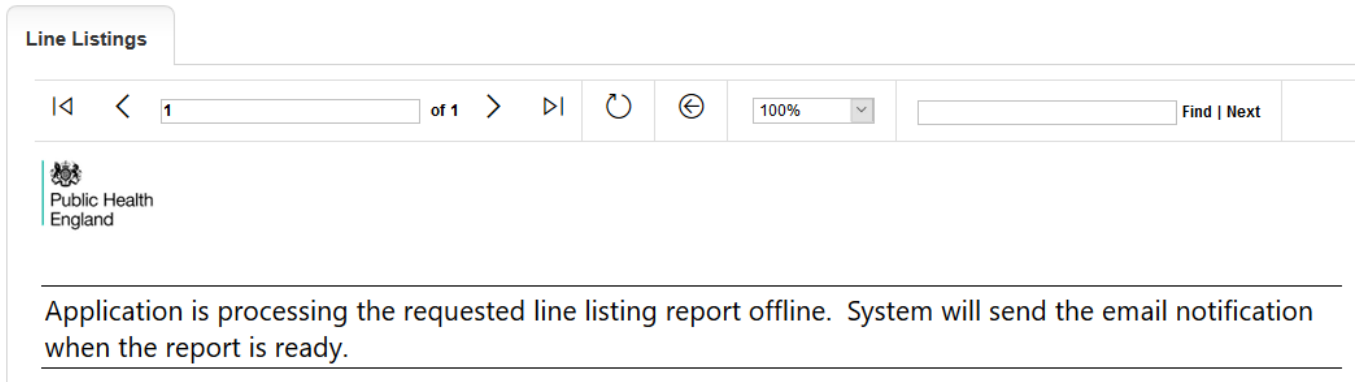 Line Listings
1 of 1 100% Find | Next
Public Health
England
Application is processing the requested line listing report offline.  System will send the email notification
when the report is ready.